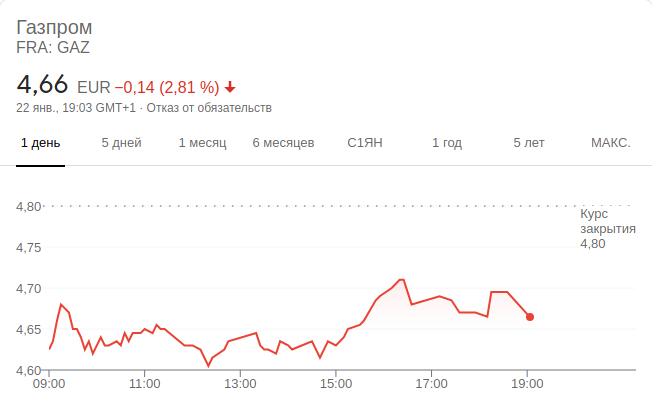 Газпром
FRA: GAZ
4,66 EUR −0,14 (2,81 %)
22 янв., 19:03 GMT+1 · Отказ от обязательств
1 день 5 дней 1 месяц 6 месяцев С1ЯН 1 год 5 лет МАКС.
4,80
Курс
закрытия
4,80
4,75
4,70
4,65
4,60
09:00 11:00 13:00 15:00 17:00 19:00